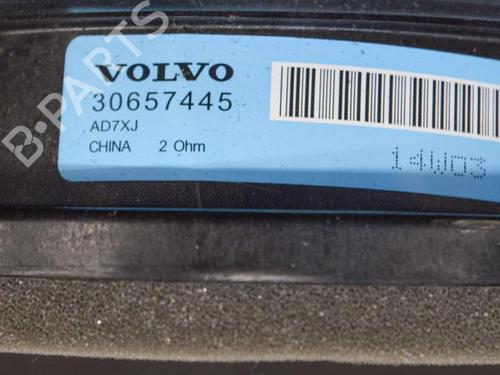 B-PARTS
VOLVO
30657445
AD7XJ
CHINA 2 Ohm
14W03